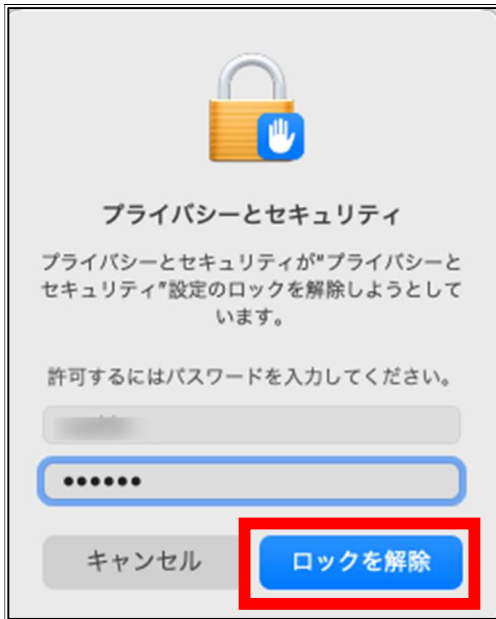 プライバシーとセキュリティ
プライバシーとセキュリティが"プライバシーと
セキュリティ"設定のロックを解除しようとして
います。
許可するにはパスワードを入力してください。
••••••
キャンセル
ロックを解除